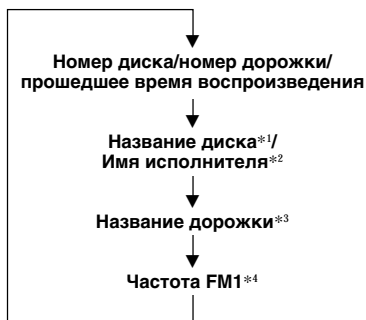 Номер диска/номер дорожки/
прошедшее время воспроизведения
Название диска*1/
Имя исполнителя*2
Название дорожки*3
Частота FM1*4